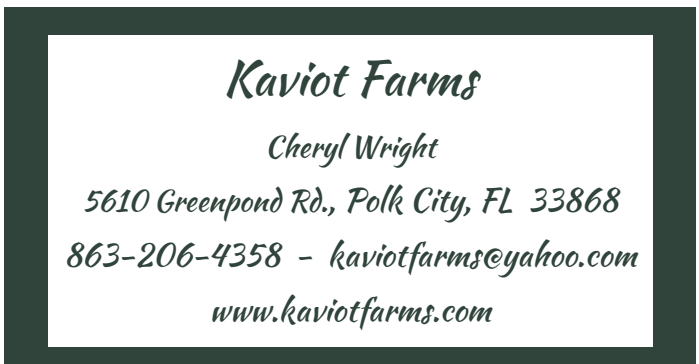 Kaviot Farms
Cheryl Wright
5610 Greenpond Rd., Polk City, FL 33868
863-206-4358 - kaviotfarms@yahoo.com
www.kaviotfarms.com